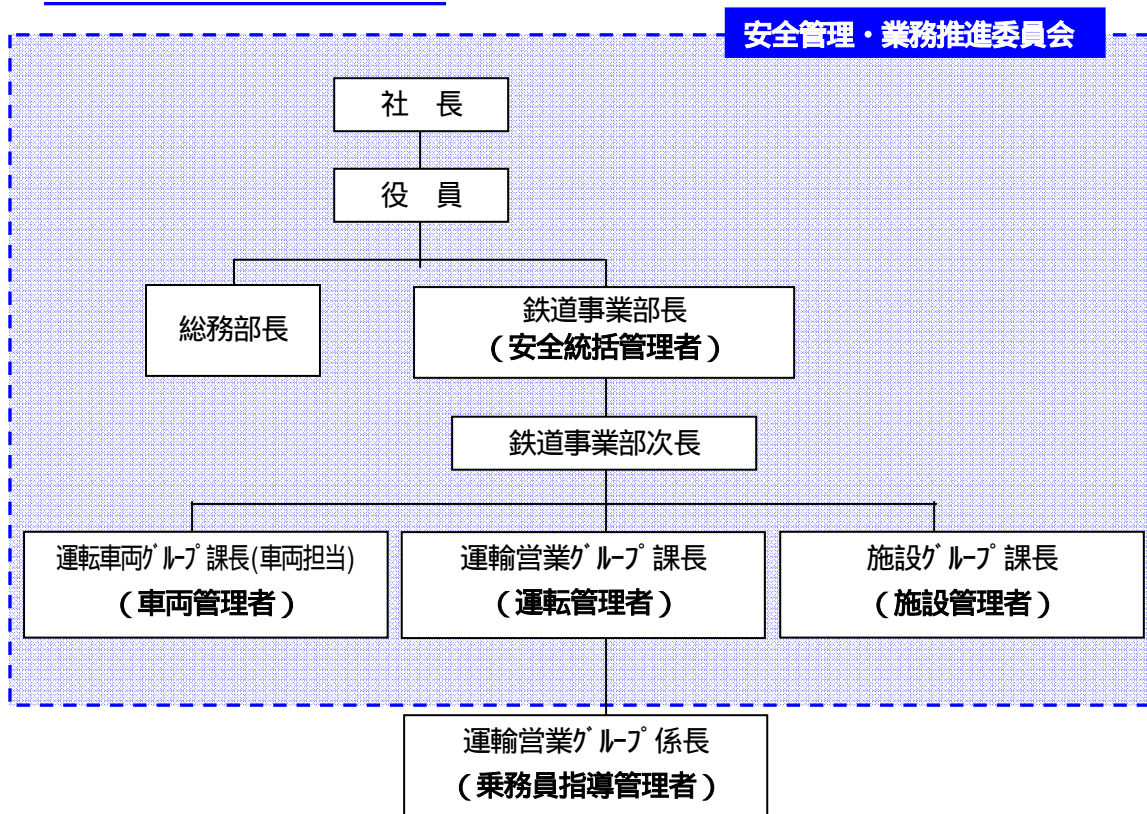 安全管理・業務推進委員会
社　長
役　員
総務部長
鉄道事業部長
（安全統括管理者）
鉄道事業部次長
運転車両ｸﾞﾙｰﾌﾟ課長(車両担当)
（車両管理者）
運輸営業ｸﾞﾙｰﾌﾟ課長
（運転管理者）
施設ｸﾞﾙｰﾌﾟ課長
（施設管理者）
運輸営業ｸﾞﾙｰﾌﾟ係長
（乗務員指導管理者）